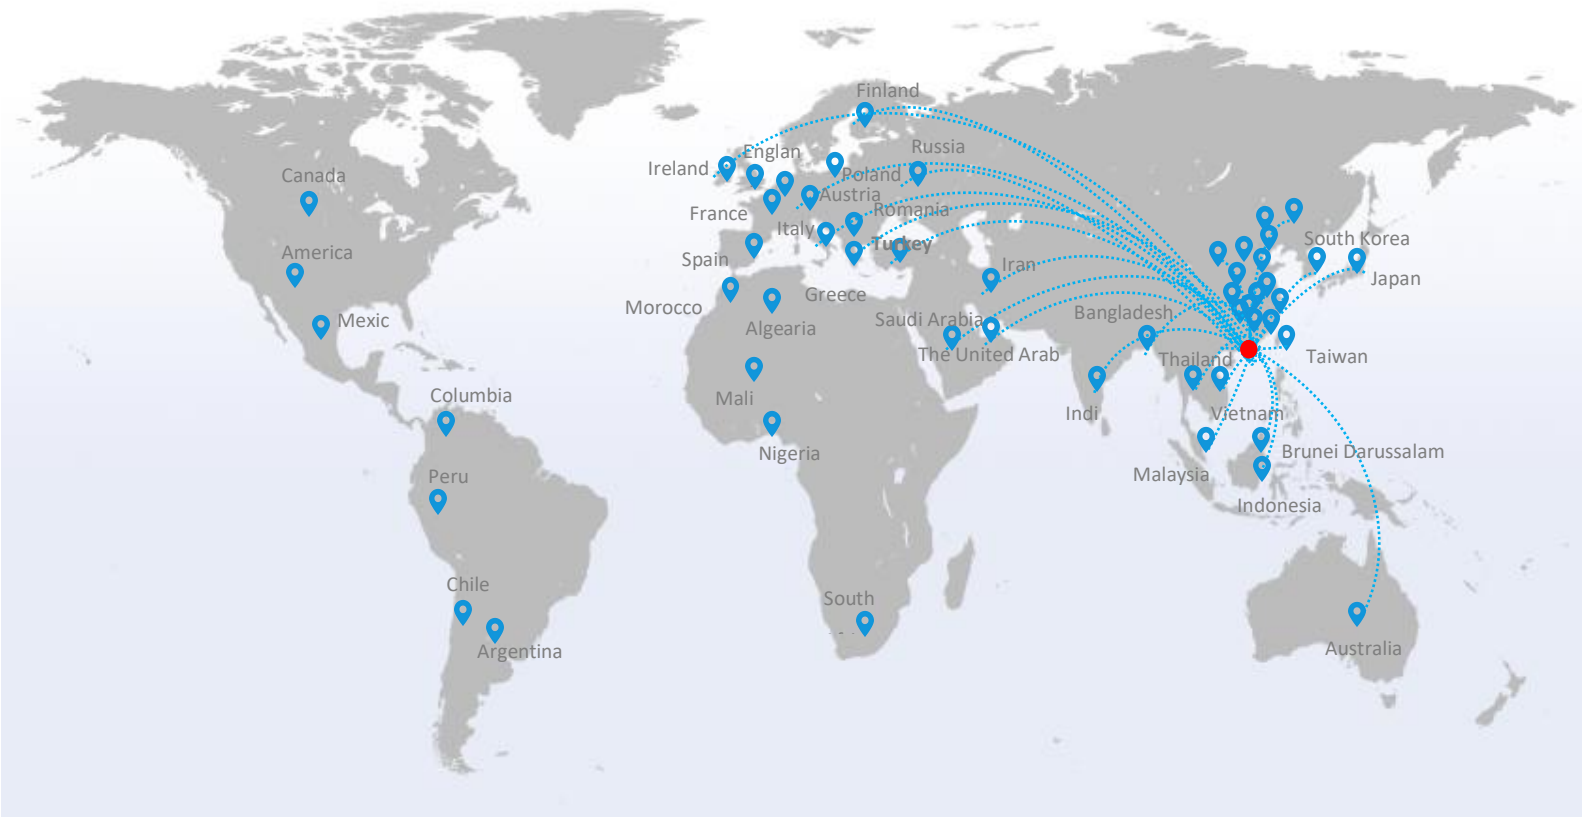 Finland
Englan
Russia
Ireland
Poland
Canada
Austria
France
Romania
Italy
Turkey
South Korea
America
Spain
Iran
Japan
Greece
Morocco
Bangladesh
Mexic
Saudi Arabia
Algearia
The United Arab
Thailand
Taiwan
Columbia
Mali
Indi
Vietnam
Nigeria
Brunei Darussalam
Peru
Malaysia
Indonesia
Chile
South
Argentina
Australia